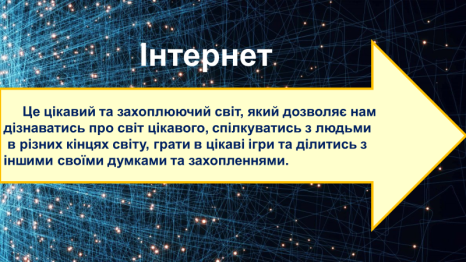 Інтернет
Це цікавий та захоплюючий світ, який дозволяє нам
дізнаватись про світ цікавого, спілкуватись з людьми
в різних кінцях світу, грати в цікаві ігри та ділитись з
іншими своїми думками та захопленнями.